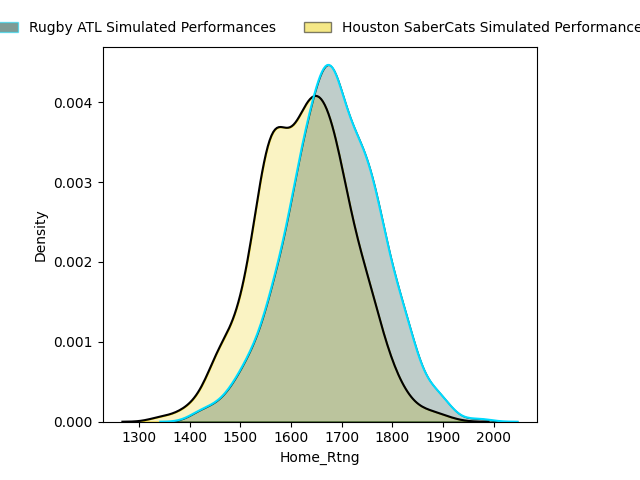 Rugby ATL Simulated Performances
Houston SaberCats Simulated Performance
Density
0.004
0.003
0.002
0.001
0.000
1300 1400 1500 1600 1700 1800 1900 2000
Home_Rtng